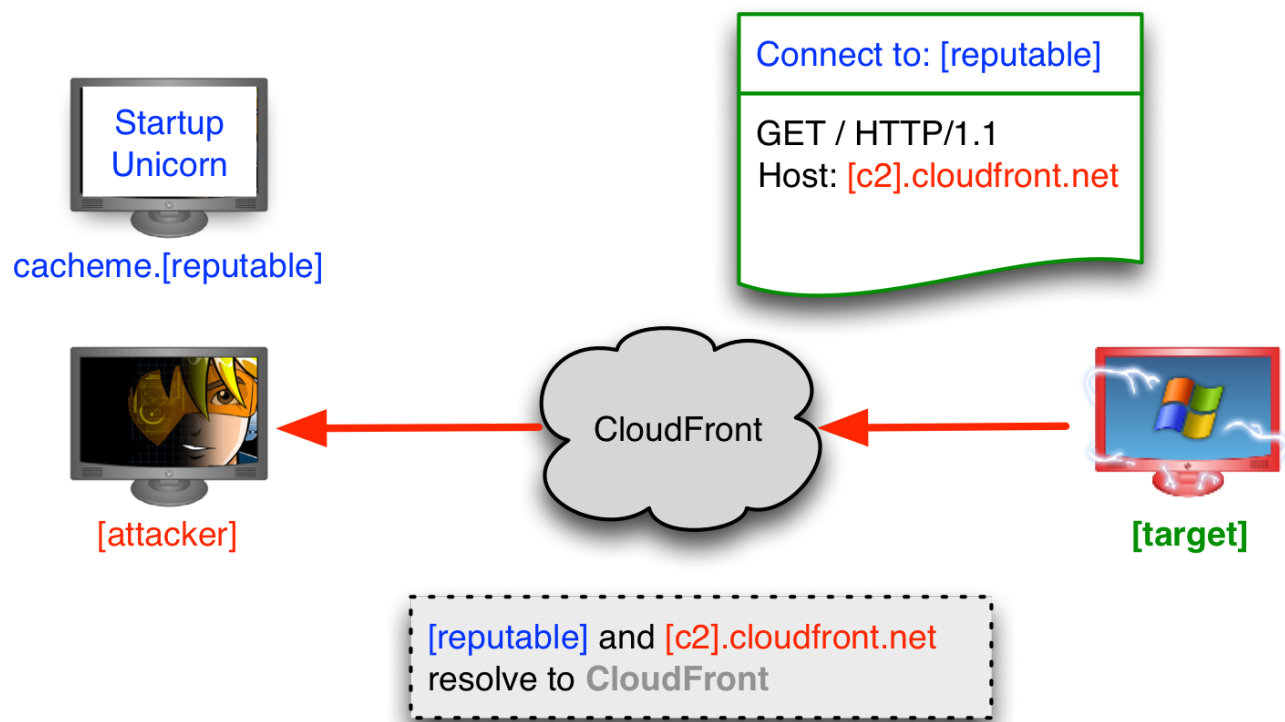 Connect to: [reputable]
GET / HTTP/1.1
Host: [c2].cloudfront.net
Startup
Unicorn
cacheme.[reputable]
CloudFront
[attacker]
[target]
[reputable] and [c2].cloudfront.net
resolve to CloudFront